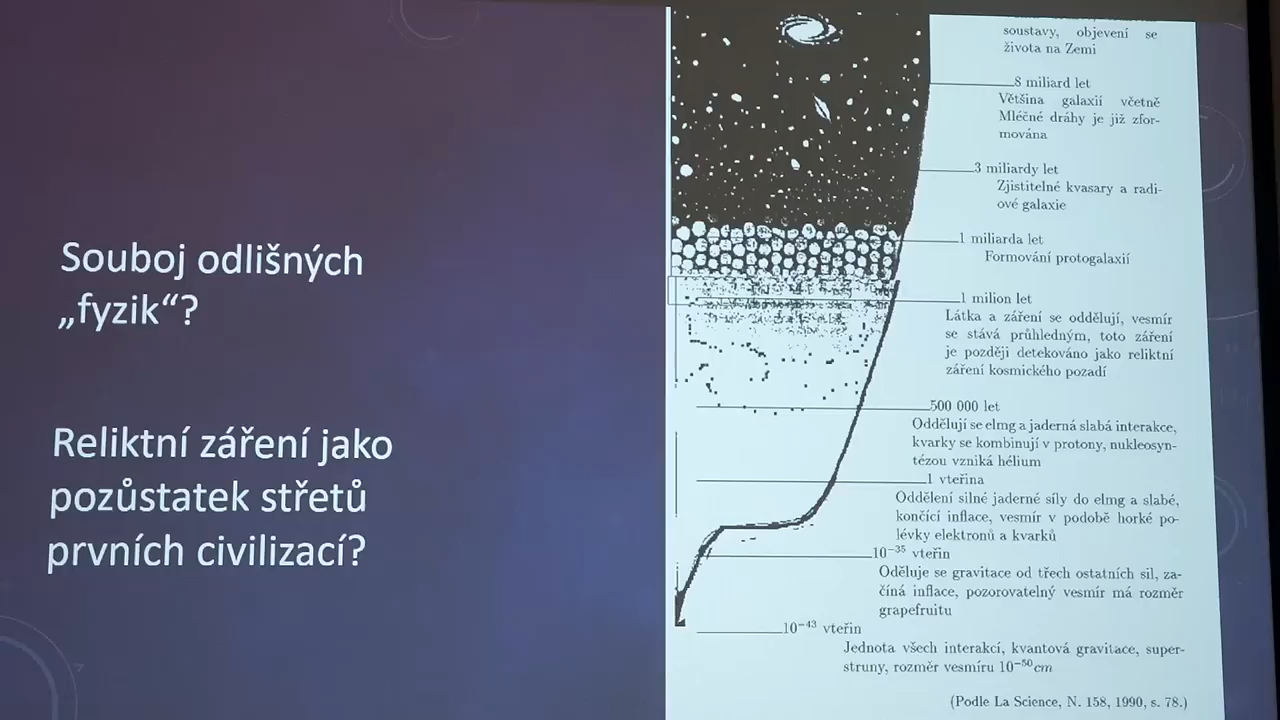 Souboj odlišných
„fyzik“?
Reliktní záření jako
pozůstatek střetů
prvních civilizací?
soustavy, objevení se
života na Zemi
8 miliard let
Většina galaxií včetně
Mléčné dráhy je již zfor-
mována
3 miliardy let
Zjistitelné kvasary a radi-
ové galaxie
1 miliarda let
Formování protogalaxií
1 milion let
Látka a záření se oddělují, vesmír
se stává průhledným, toto záření
je později detekováno jako reliktní
záření kosmického pozadí
500 000 let
Oddělují se elmg a jaderná slabá interakce,
kvarky se kombinují v protony, nukleosyn-
tézou vzniká hélium
1 vteřina
Oddělení silné jaderné síly do elmg a slabé,
končící inflace, vesmír v podobě horké po-
lévky elektronů a kvarků
10⁻³⁵ vteřin
Odděluje se gravitace od třech ostatních sil, za-
číná inflace, pozorovatelný vesmír má rozměr
grapefruitu
10⁻⁴³ vteřin
Jednota všech interakcí, kvantová gravitace, super-
struny, rozměr vesmíru 10⁻⁵⁰cm
(Podle La Science, N. 158, 1990, s. 78.)